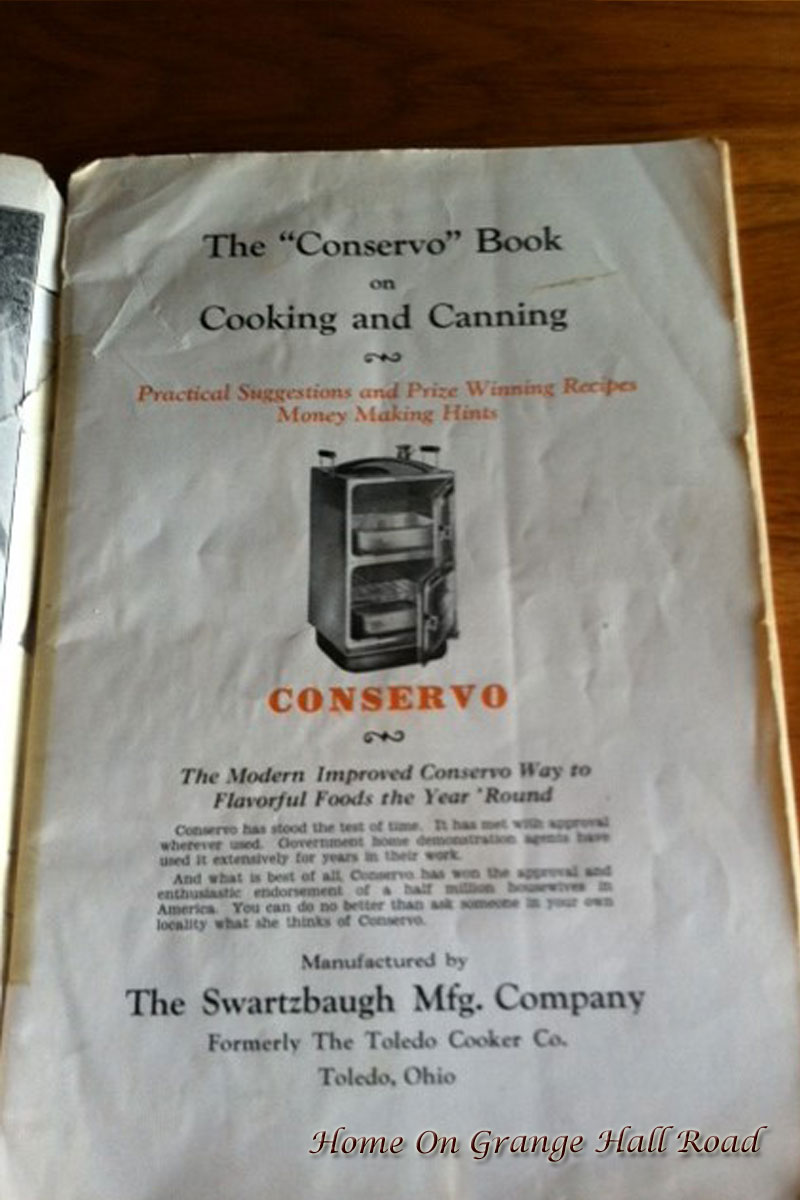 The “Conservo” Book
on
Cooking and Canning
Practical Suggestions and Prize Winning Recipes
Money Making Hints
CONSERVO
The Modern Improved Conservo Way to
Flavorful Foods the Year 'Round
Conservo has stood the test of time. It has met with approval
wherever used. Government home demonstration agents have
used it extensively for years in their work.
And what is best of all, Conservo has won the approval and
enthusiastic endorsement of a half million housewives in
America. You can do no better than ask someone in your own
locality what she thinks of Conservo.
Manufactured by
The Swartzbaugh Mfg. Company
Formerly The Toledo Cooker Co.
Toledo, Ohio
Home On Grange Hall Road